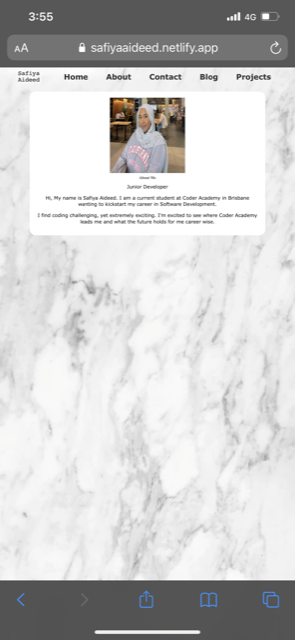 3:55
4G
AA safiyaaideed.netlify.app
Safiya
Aideed
Home About Contact Blog Projects
Junior Developer
Hi, My name is Safiya Aideed. I am a current student at Coder Academy in Brisbane
wanting to kickstart my career in Software Development.
I find coding challenging, yet extremely exciting. I'm excited to see where Coder Academy
leads me and what the future holds for me career wise.